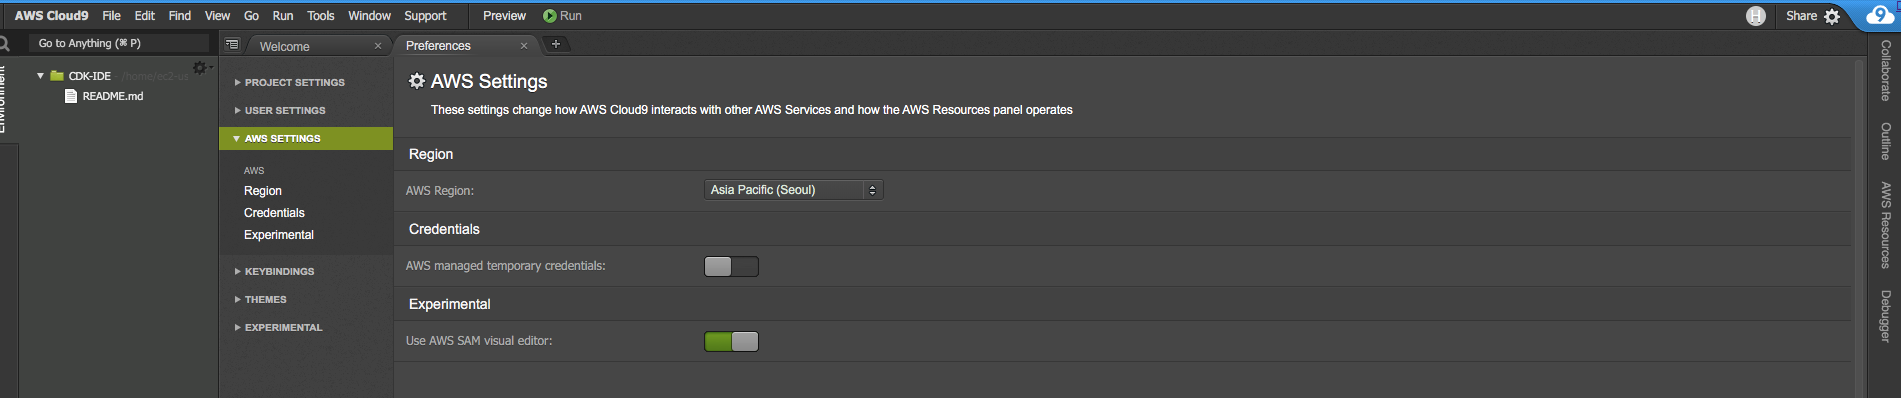 AWS Cloud9 File Edit Find View Go Run Tools Window Support Preview Run H Share 9
Go to Anything (⌘ P) Welcome × Preferences × +
CDK-IDE - /home/ec2-us
README.md
Environment
PROJECT SETTINGS
USER SETTINGS
AWS SETTINGS
AWS
Region
Credentials
Experimental
KEYBINDINGS
THEMES
EXPERIMENTAL
AWS Settings
These settings change how AWS Cloud9 interacts with other AWS Services and how the AWS Resources panel operates
Region
AWS Region: Asia Pacific (Seoul)
Credentials
AWS managed temporary credentials:
Experimental
Use AWS SAM visual editor:
Collaborate
Outline
AWS Resources
Debugger